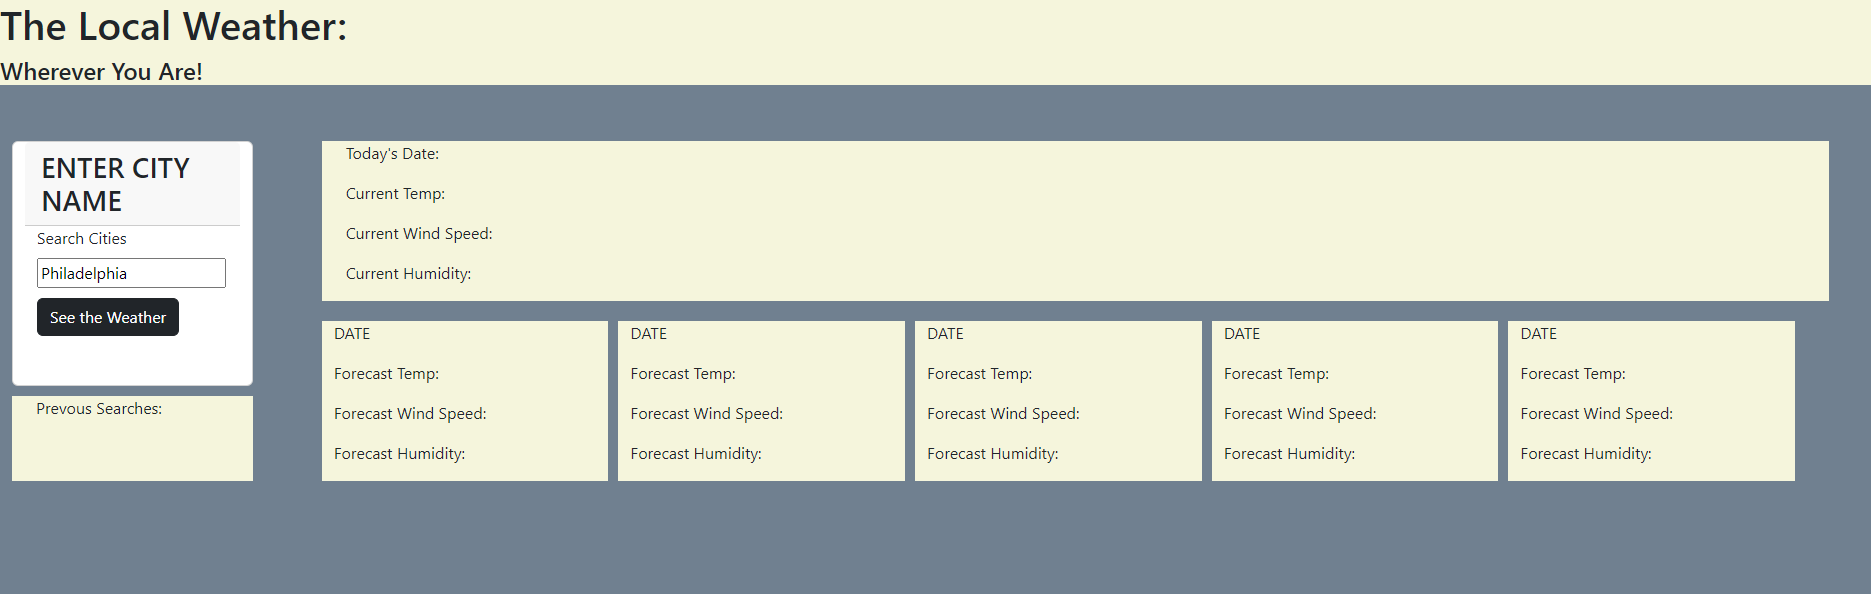 The Local Weather:
Wherever You Are!
ENTER CITY
NAME
Search Cities
Philadelphia
See the Weather
Prevous Searches:
Today's Date:
Current Temp:
Current Wind Speed:
Current Humidity:
DATE
Forecast Temp:
Forecast Wind Speed:
Forecast Humidity:
DATE
Forecast Temp:
Forecast Wind Speed:
Forecast Humidity:
DATE
Forecast Temp:
Forecast Wind Speed:
Forecast Humidity:
DATE
Forecast Temp:
Forecast Wind Speed:
Forecast Humidity:
DATE
Forecast Temp:
Forecast Wind Speed:
Forecast Humidity: